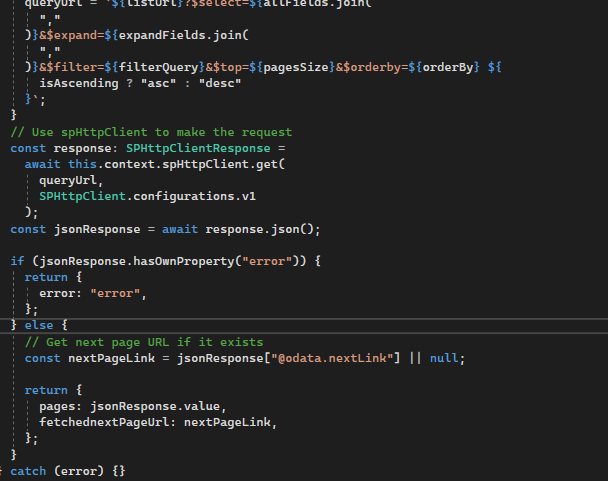 queryUrl = `${listUrl}?$select=${allFields.join(
","
)}&$expand=${expandFields.join(
","
)}&$filter=${filterQuery}&$top=${pagesSize}&$orderby=${orderBy} ${
isAscending ? "asc" : "desc"
}`;
}
// Use spHttpClient to make the request
const response: SPHttpClientResponse =
await this.context.spHttpClient.get(
queryUrl,
SPHttpClient.configurations.v1
);
const jsonResponse = await response.json();
if (jsonResponse.hasOwnProperty("error")) {
return {
error: "error",
};
} else {
// Get next page URL if it exists
const nextPageLink = jsonResponse["@odata.nextLink"] || null;
return {
pages: jsonResponse.value,
fetchednextPageUrl: nextPageLink,
};
}
} catch (error) {}